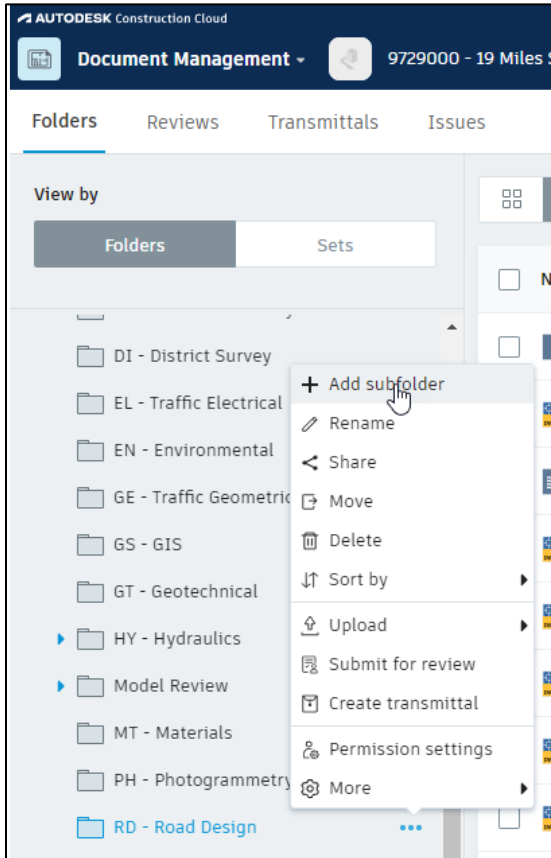 AUTODESK Construction Cloud
Document Management
9729000 - 19 Miles
Folders Reviews Transmittals Issues
View by
Folders Sets
DI - District Survey
EL - Traffic Electrical
EN - Environmental
GE - Traffic Geometric
GS - GIS
GT - Geotechnical
HY - Hydraulics
Model Review
MT - Materials
PH - Photogrammetry
RD - Road Design
Add subfolder
Rename
Share
Move
Delete
Sort by
Upload
Submit for review
Create transmittal
Permission settings
More